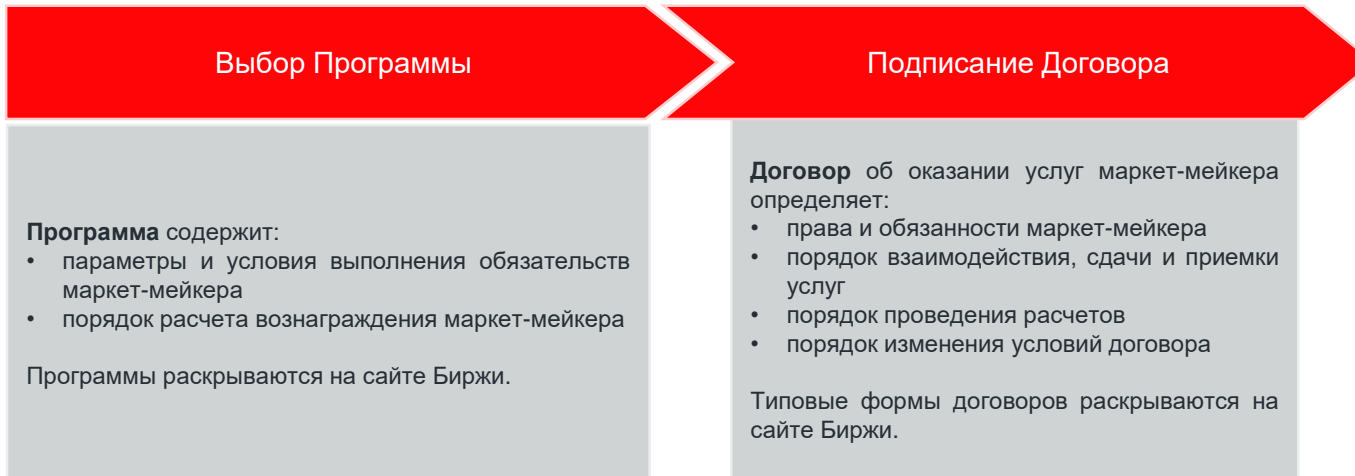 Выбор Программы
Подписание Договора
Программа содержит:
• параметры и условия выполнения обязательств
маркет-мейкера
• порядок расчета вознаграждения маркет-мейкера
Программы раскрываются на сайте Биржи.
Договор об оказании услуг маркет-мейкера
определяет:
• права и обязанности маркет-мейкера
• порядок взаимодействия, сдачи и приемки
услуг
• порядок проведения расчетов
• порядок изменения условий договора
Типовые формы договоров раскрываются на
сайте Биржи.